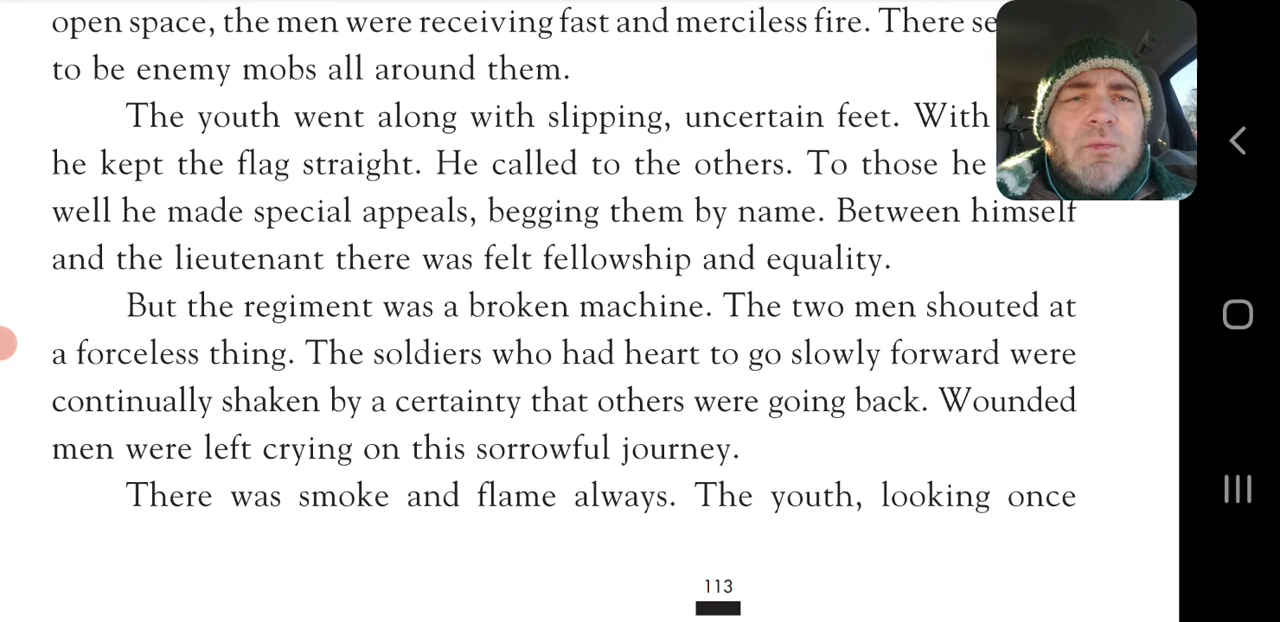 open space, the men were receiving fast and merciless fire. There
to be enemy mobs all around them.
The youth went along with slipping, uncertain feet. With
he kept the flag straight. He called to the others. To those he
well he made special appeals, begging them by name. Between himself
and the lieutenant there was felt fellowship and equality.
But the regiment was a broken machine. The two men shouted at
a forceless thing. The soldiers who had heart to go slowly forward were
continually shaken by a certainty that others were going back. Wounded
men were left crying on this sorrowful journey.
There was smoke and flame always. The youth, looking once
113